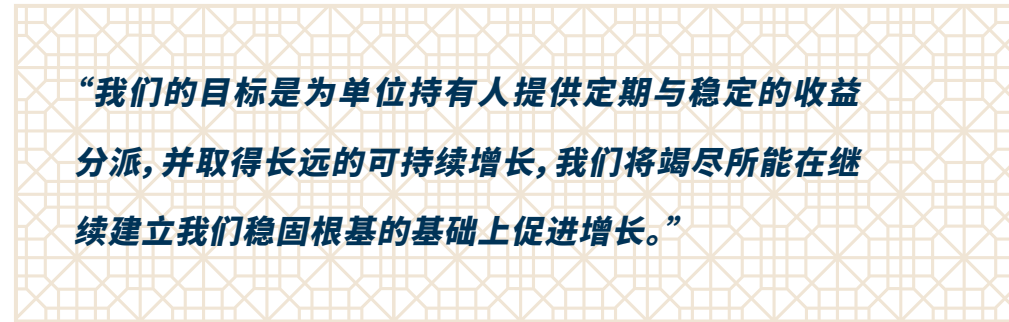 “我们的目标是为单位持有人提供定期与稳定的收益
分派,并取得长远的可持续增长,我们将竭尽所能在继
续建立我们稳固根基的基础上促进增长。”